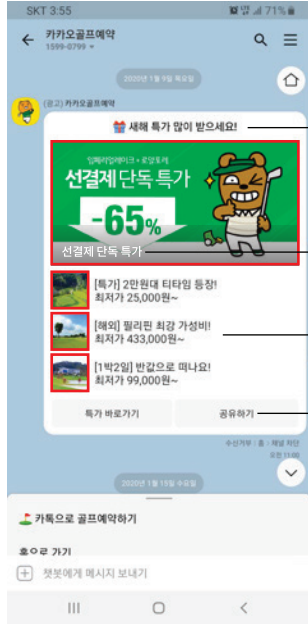 SKT 3:55
71%
카카오골프예약
1599-0799
2020년 1월 9일 목요일
(광고) 카카오골프예약
새해 특가 많이 받으세요!
임페리얼레이크 • 로얄포레
선결제 단독 특가
-65%
선결제 단독 특가
[특가] 2만원대 티타임 등장!
최저가 25,000원~
[해외] 필리핀 최강 가성비!
최저가 433,000원~
[1박2일] 반값으로 떠나요!
최저가 99,000원~
특가 바로가기
공유하기
수신거부 : 홈 > 채널 차단
오전 11:00
2020년 1월 15일 수요일
카톡으로 골프예약하기
홈으로 가기
챗봇에게 메시지 보내기